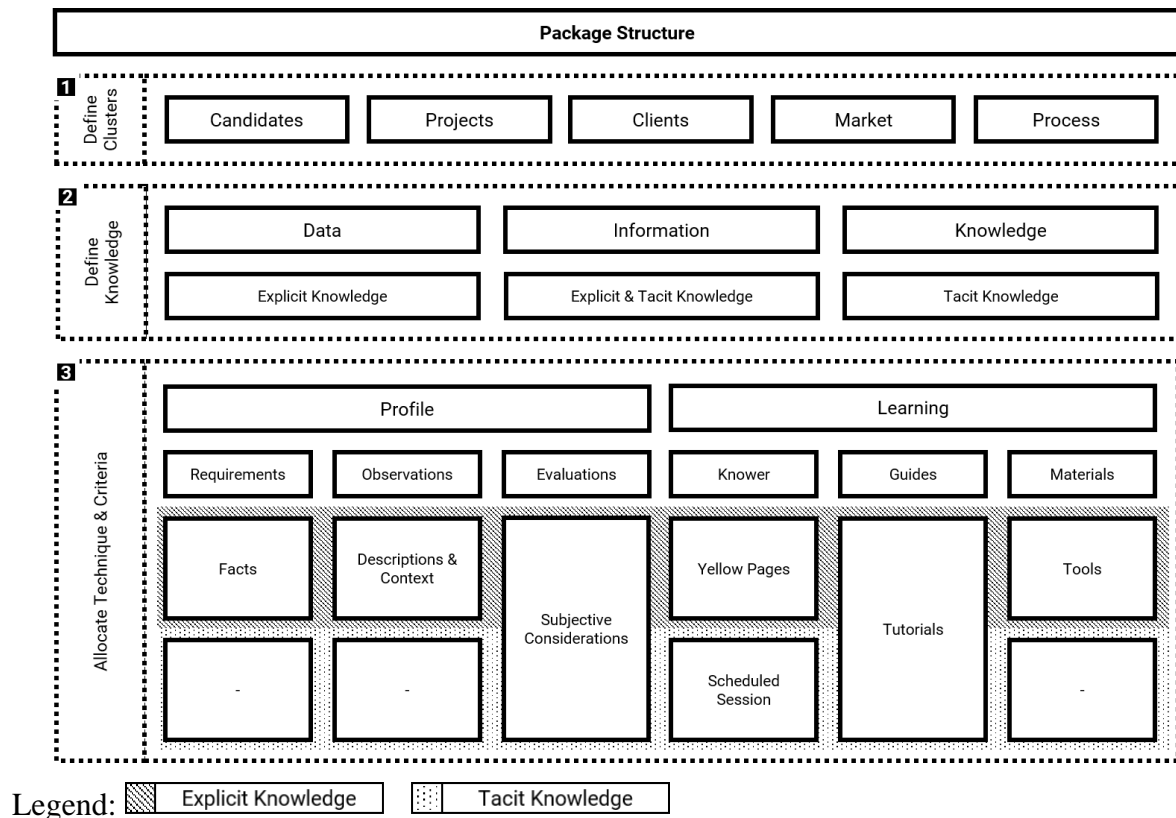 Package Structure
1
Define
Clusters
Candidates
Projects
Clients
Market
Process
2
Define
Knowledge
Data
Information
Knowledge
Explicit Knowledge
Explicit & Tacit Knowledge
Tacit Knowledge
3
Allocate Technique & Criteria
Profile
Learning
Requirements
Observations
Evaluations
Knower
Guides
Materials
Facts
Descriptions &
Context
Subjective
Considerations
Yellow Pages
Tutorials
Tools
-
-
Scheduled
Session
-
Legend:
Explicit Knowledge
Tacit Knowledge